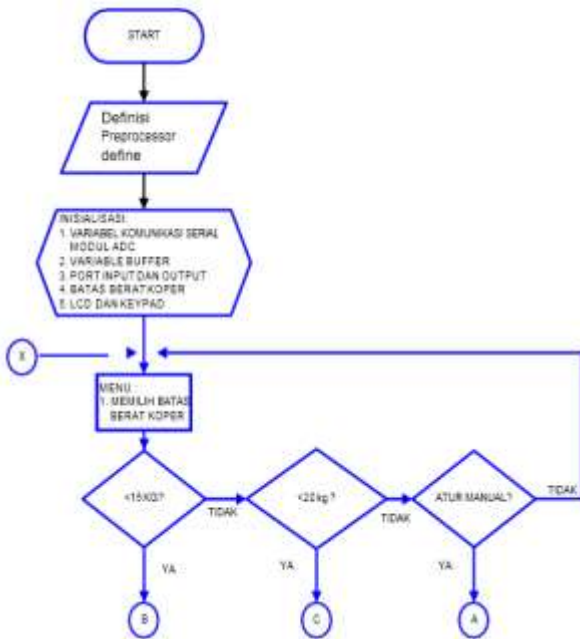 START
Definisi
Preprocessor
define
INISIALISASI:
1. VARIABEL KOMUNIKASI SERIAL
MODUL ADC
2. VARIABLE BUFFER
3. PORT INPUT DAN OUTPUT
4. BATAS BERAT KOPER
5. LCD DAN KEYPAD
X
MENU :
1. MEMILIH BATAS
BERAT KOPER
<15 KG?
TIDAK
<20 kg ?
TIDAK
ATUR MANUAL?
TIDAK
YA
YA
YA
B
C
A